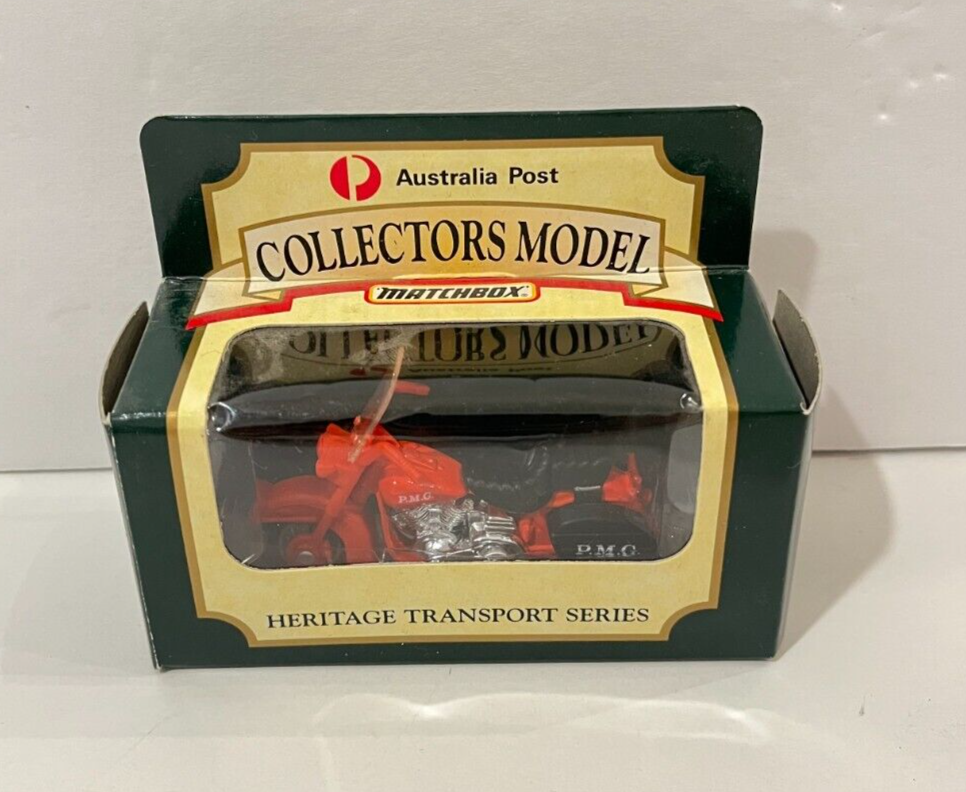 Australia Post
COLLECTORS MODEL
MATCHBOX
P.M.G.
P.M.G.
HERITAGE TRANSPORT SERIES